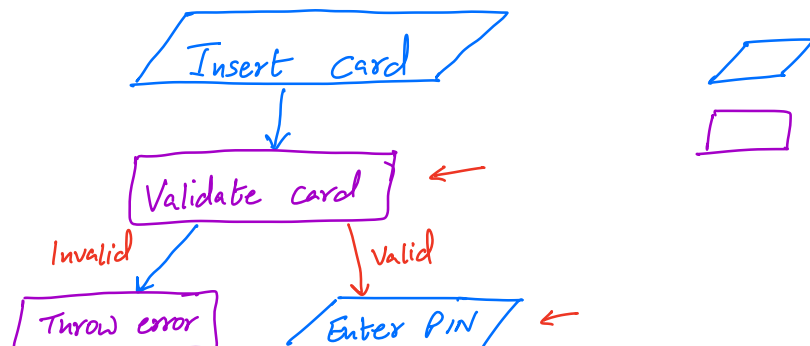 Insert card
Validate card
Invalid
Valid
Throw error
Enter PIN